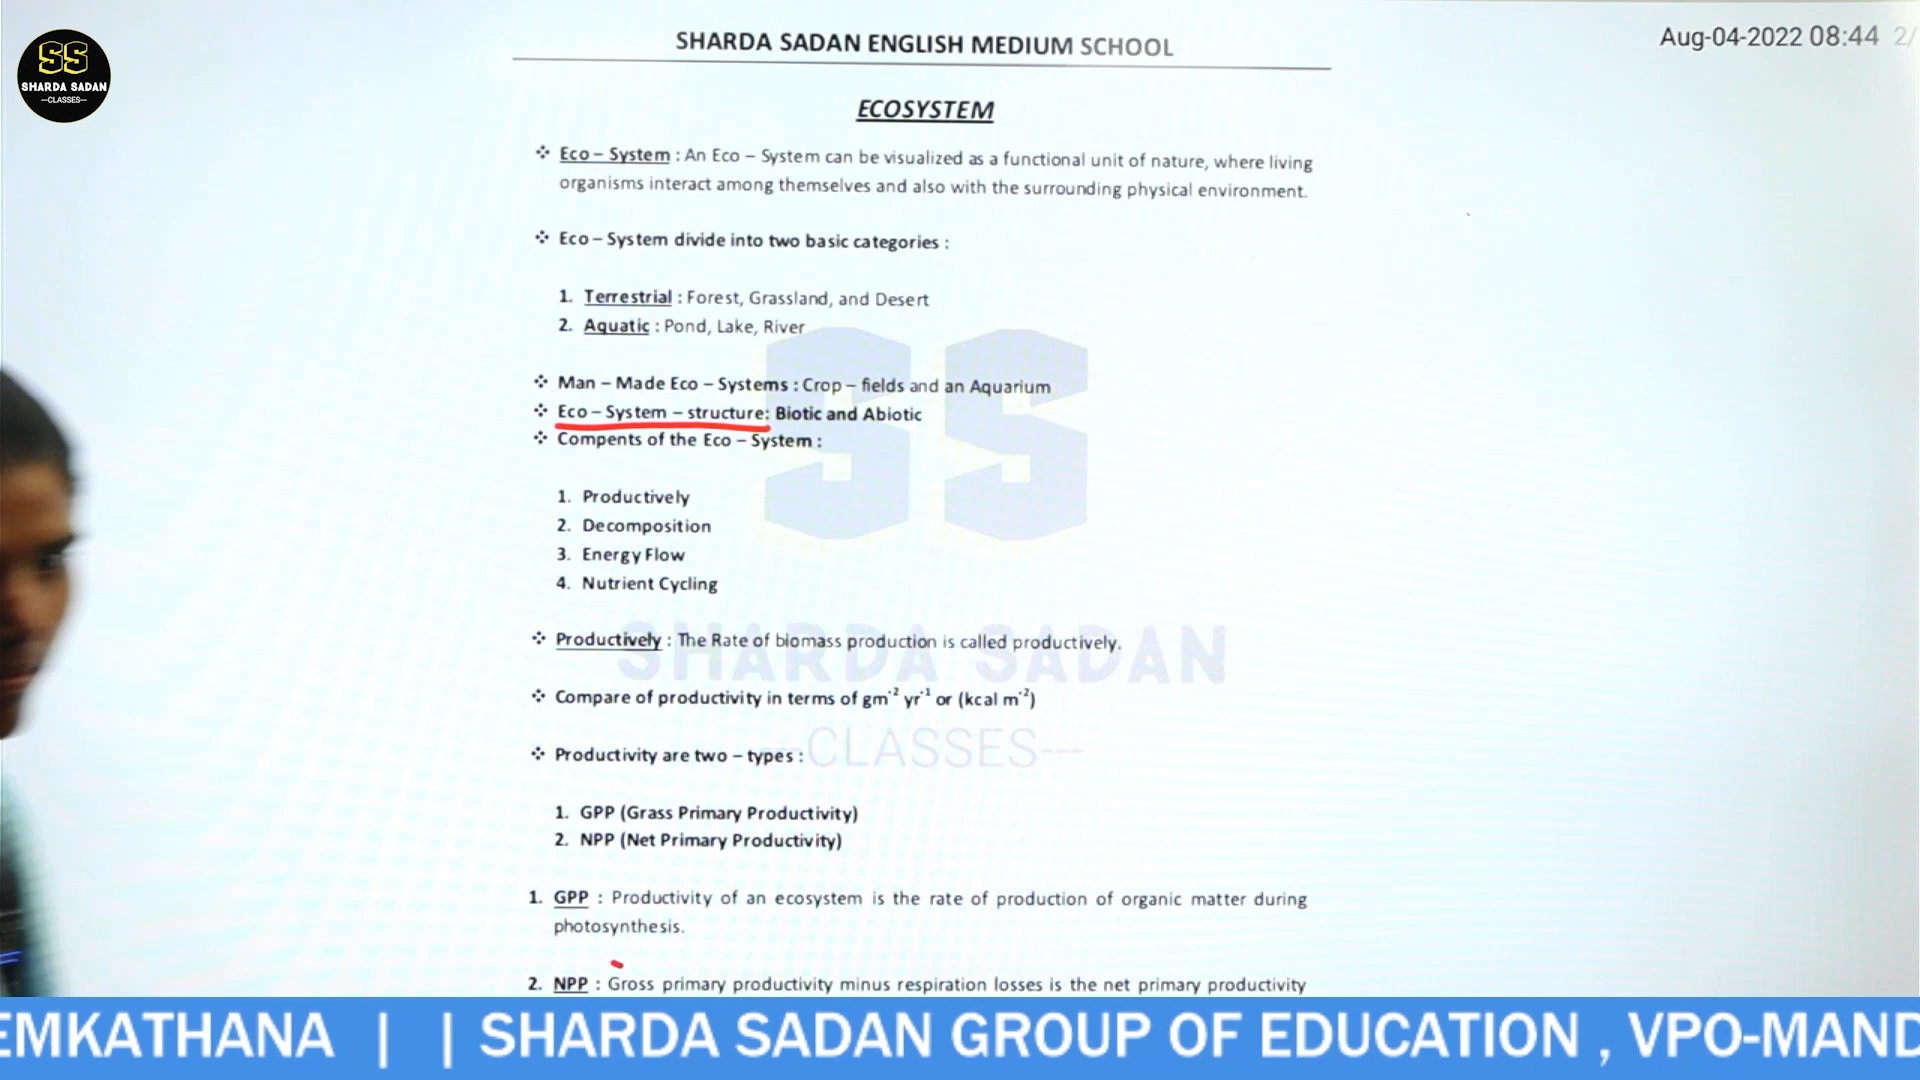 SS
SHARDA SADAN
—CLASSES—
SHARDA SADAN ENGLISH MEDIUM SCHOOL
Aug-04-2022 08:44 2/
ECOSYSTEM
❖ Eco – System : An Eco – System can be visualized as a functional unit of nature, where living
organisms interact among themselves and also with the surrounding physical environment.
❖ Eco – System divide into two basic categories :
1. Terrestrial : Forest, Grassland, and Desert
2. Aquatic : Pond, Lake, River
❖ Man – Made Eco – Systems : Crop – fields and an Aquarium
❖ Eco – System – structure: Biotic and Abiotic
❖ Compents of the Eco – System :
1. Productively
2. Decomposition
3. Energy Flow
4. Nutrient Cycling
❖ Productively : The Rate of biomass production is called productively.
❖ Compare of productivity in terms of gm⁻² yr⁻¹ or (kcal m⁻²)
❖ Productivity are two – types :
1. GPP (Grass Primary Productivity)
2. NPP (Net Primary Productivity)
1. GPP : Productivity of an ecosystem is the rate of production of organic matter during
photosynthesis.
2. NPP : Gross primary productivity minus respiration losses is the net primary productivity
SS
SHARDA SADAN
---CLASSES---
EMKATHANA | | SHARDA SADAN GROUP OF EDUCATION , VPO-MAND